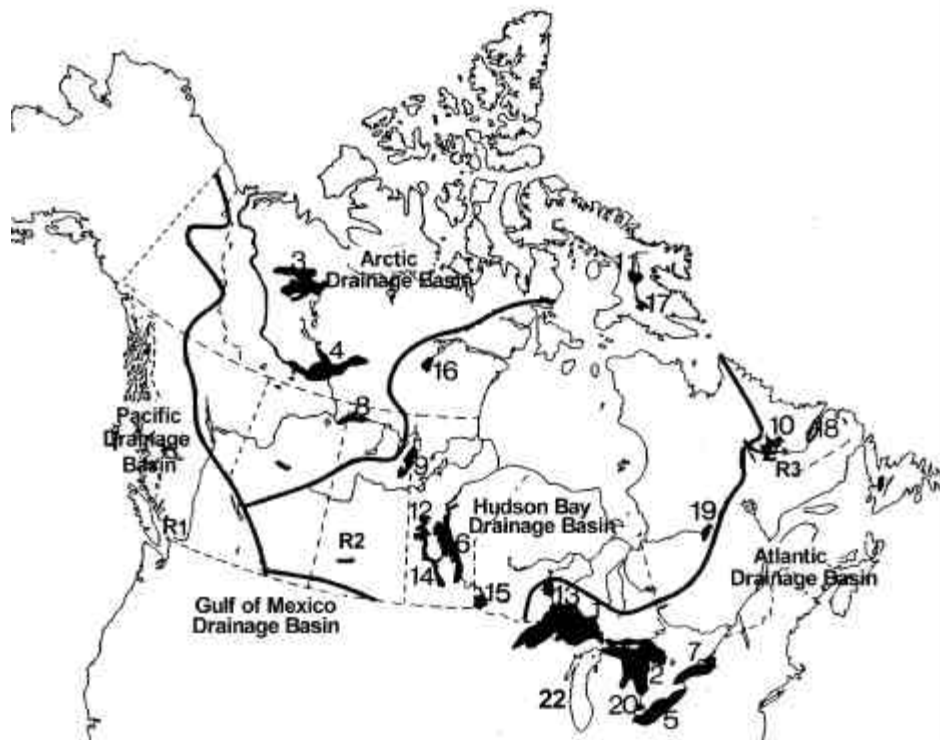 11
3
Arctic
Drainage Basin
17
4
16
Pacific
Drainage
Basin
8
10
18
R3
9
12
Hudson Bay
Drainage Basin
19
R1
R2
6
14
Atlantic
Drainage Basin
15
13
1
Gulf of Mexico
Drainage Basin
7
2
22
20
5